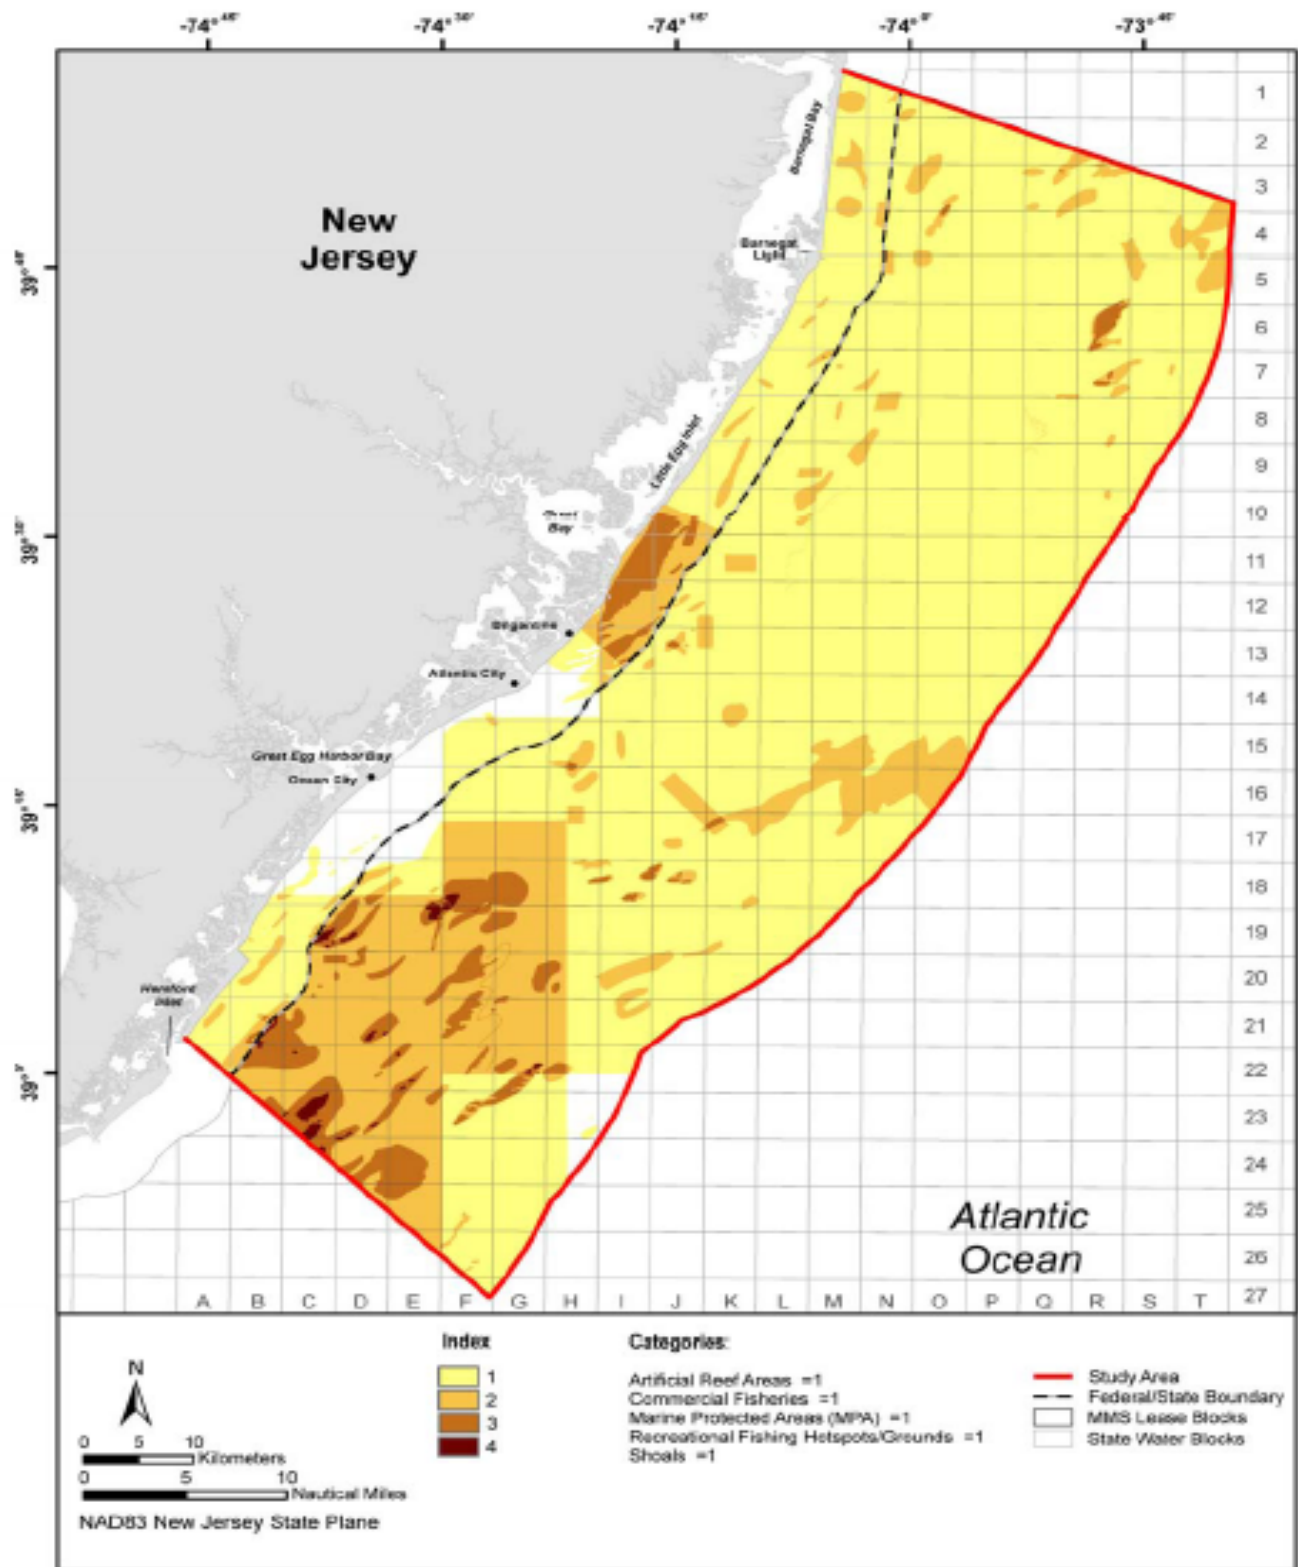 -74° 45' -74° 30' -74° 15' -74° 0' -73° 45'
1
2
Barnegat Bay
3
New
Jersey
4
Barnegat
Light
39° 45'
5
6
7
8
Little Egg Inlet
9
10
Great
Bay
39° 30'
11
12
Brigantine
13
Atlantic City
14
15
Great Egg Harbor Bay
Ocean City
16
39° 15'
17
18
19
20
Hereford
Inlet
21
39° 0'
22
23
24
25
Atlantic
Ocean
26
A B C D E F G H I J K L M N O P Q R S T 27
Index
1
2
3
4
Categories:
Artificial Reef Areas =1
Commercial Fisheries =1
Marine Protected Areas (MPA) =1
Recreational Fishing Hotspots/Grounds =1
Shoals =1
Study Area
Federal/State Boundary
MMS Lease Blocks
State Water Blocks
N
0 5 10
Kilometers
0 5 10
Nautical Miles
NAD83 New Jersey State Plane